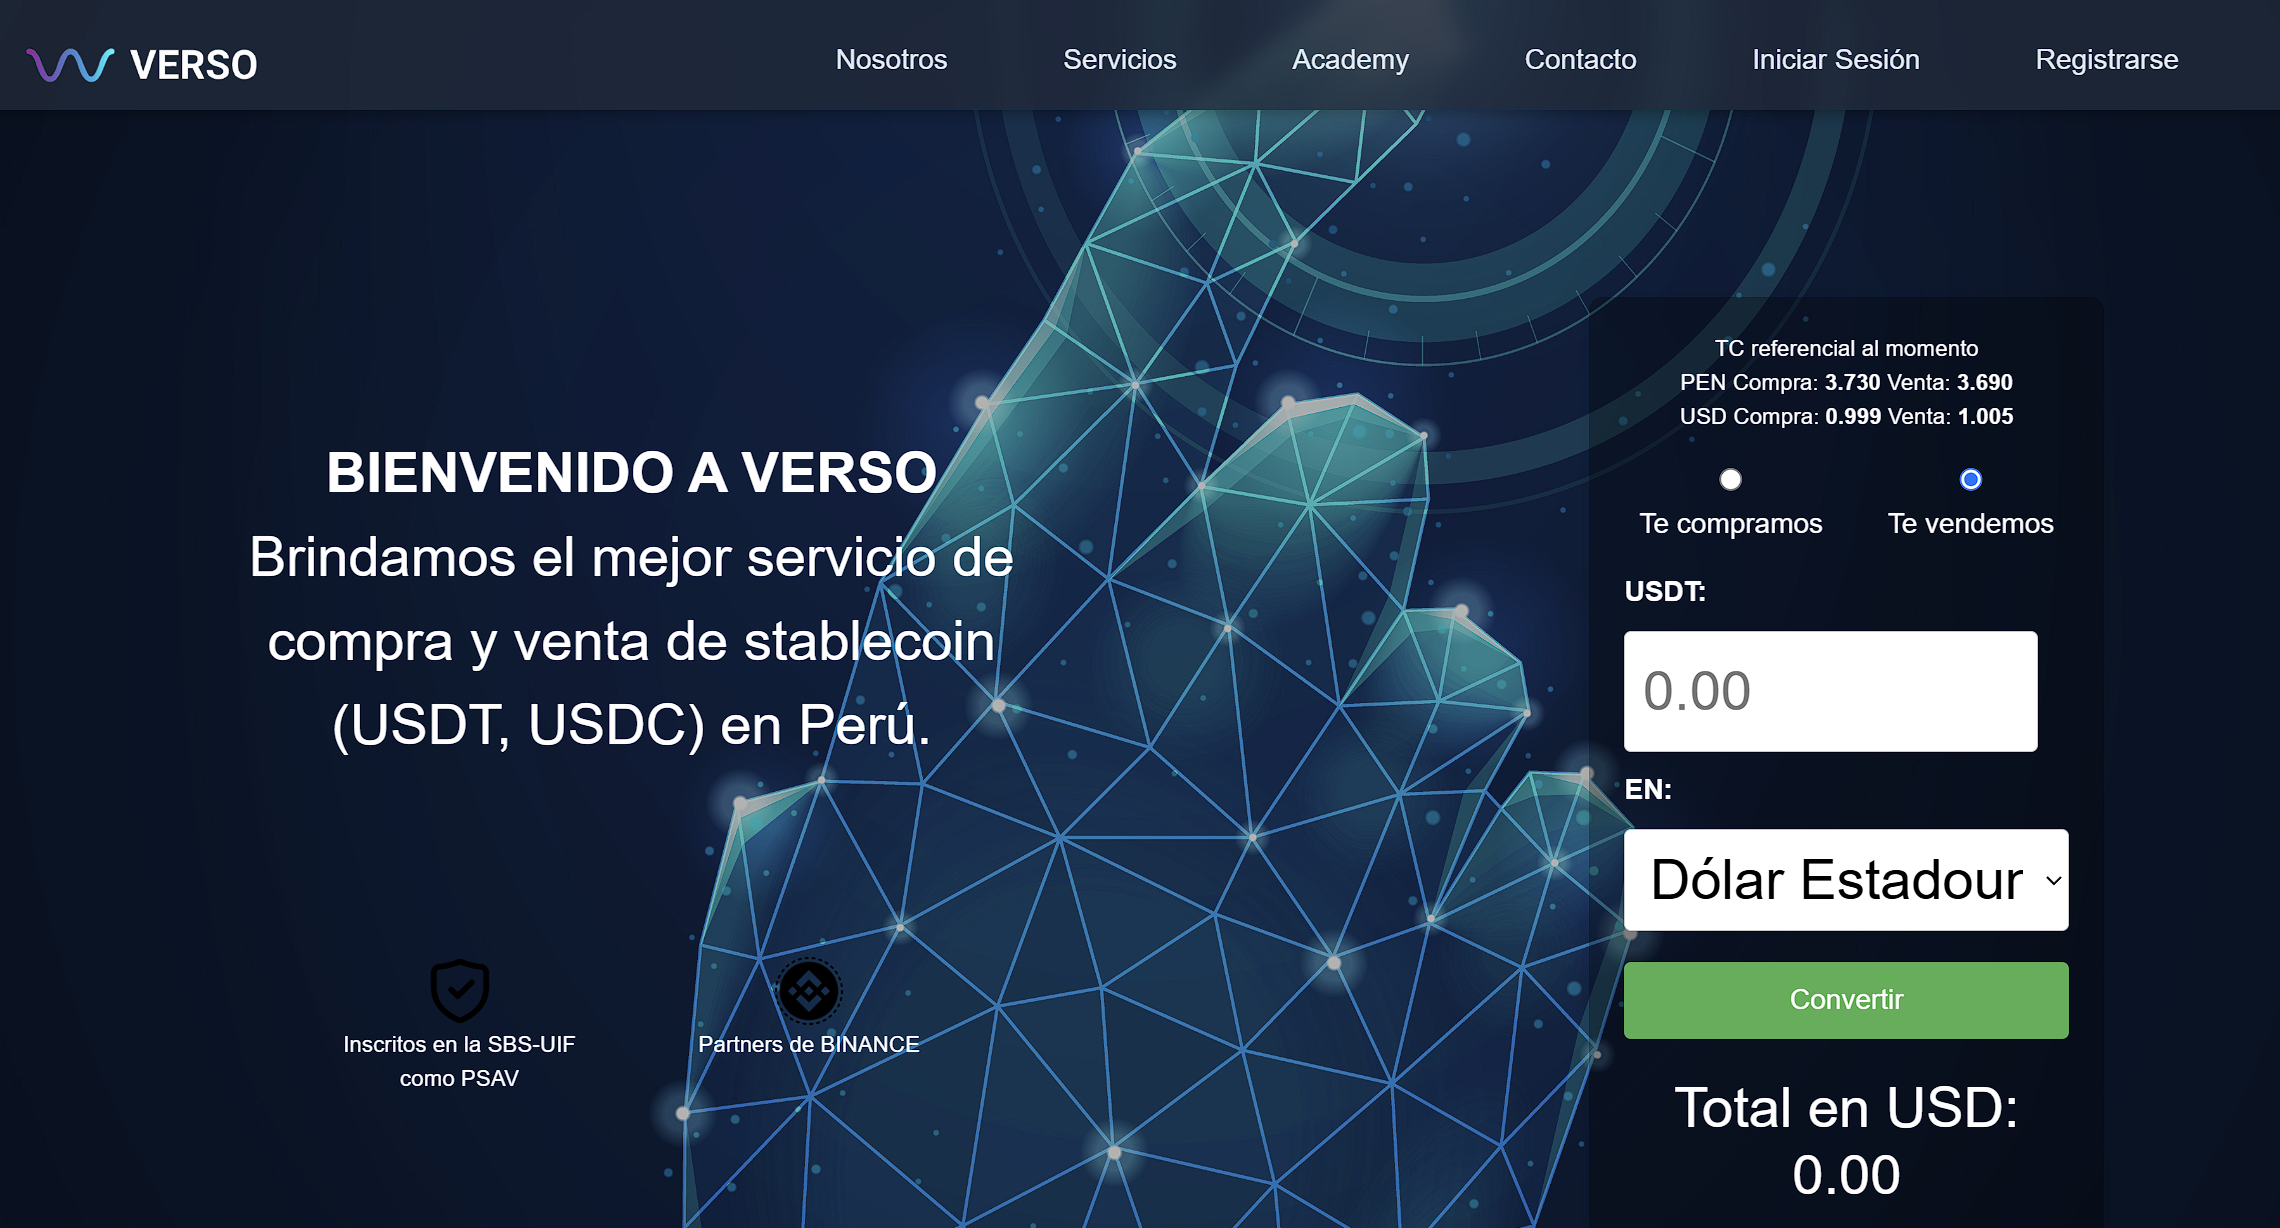 VERSO
Nosotros
Servicios
Academy
Contacto
Iniciar Sesión
Registrarse
BIENVENIDO A VERSO
Brindamos el mejor servicio de
compra y venta de stablecoin
(USDT, USDC) en Perú.
Inscritos en la SBS-UIF
como PSAV
Partners de BINANCE
TC referencial al momento
PEN Compra: 3.730 Venta: 3.690
USD Compra: 0.999 Venta: 1.005
Te compramos
Te vendemos
USDT:
0.00
EN:
Dólar Estadour
Convertir
Total en USD:
0.00